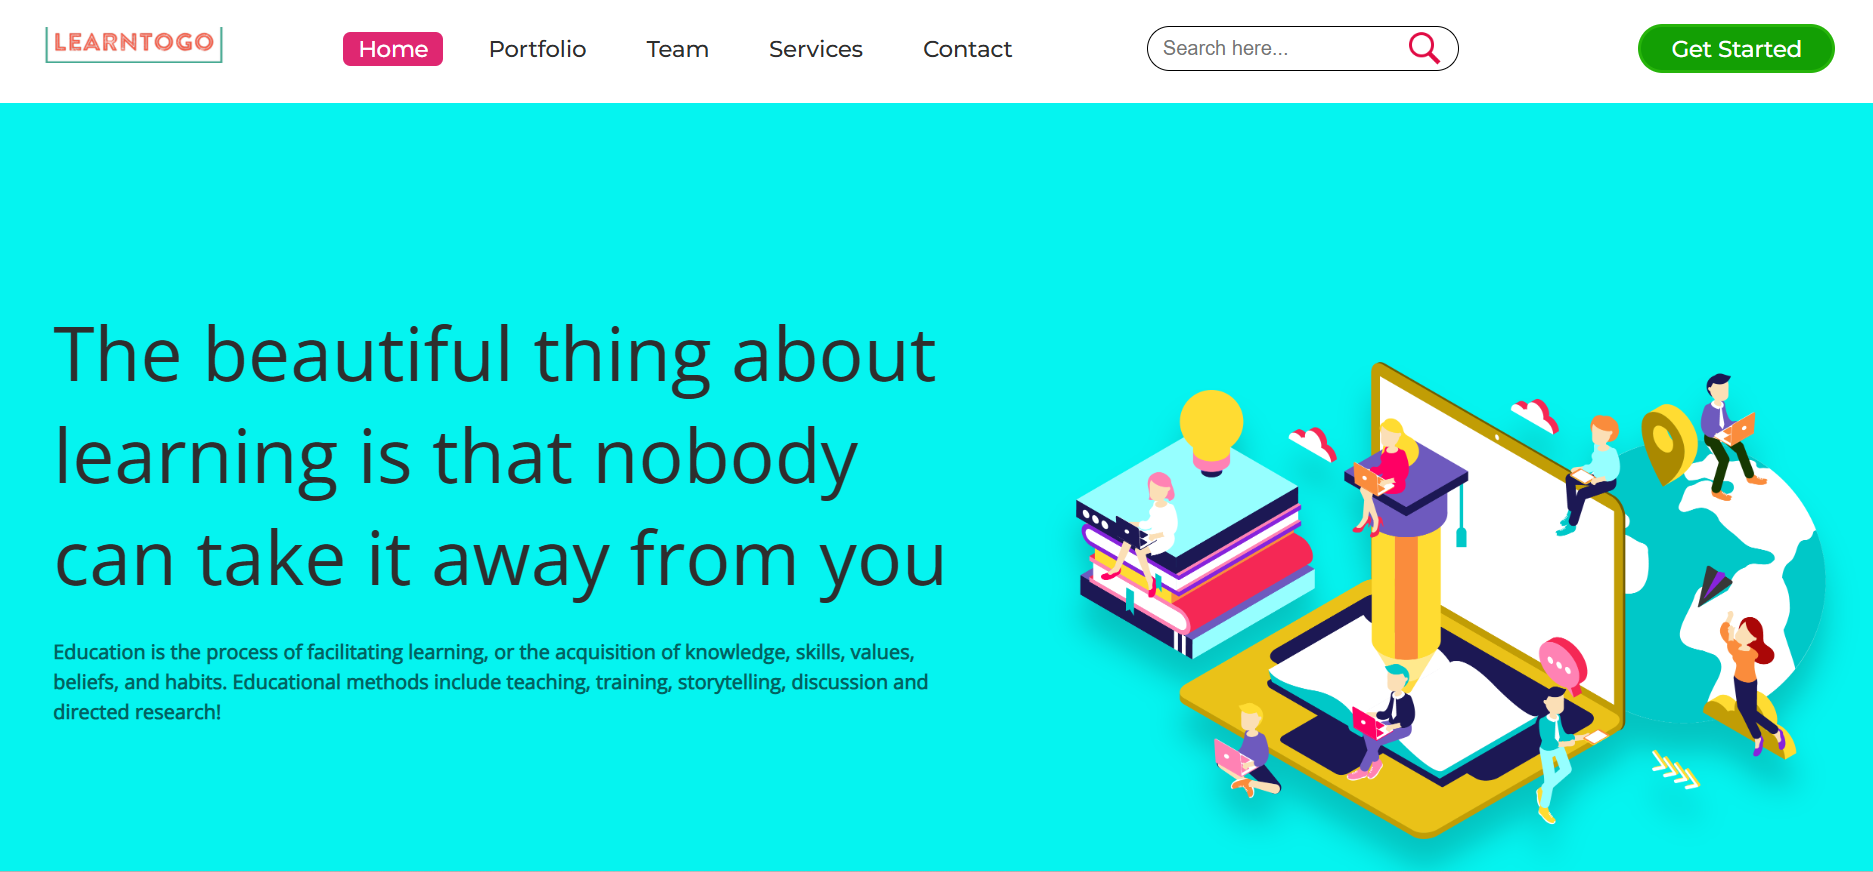 LEARNTOGO
Home
Portfolio
Team
Services
Contact
Search here...
Get Started
The beautiful thing about
learning is that nobody
can take it away from you
Education is the process of facilitating learning, or the acquisition of knowledge, skills, values,
beliefs, and habits. Educational methods include teaching, training, storytelling, discussion and
directed research!